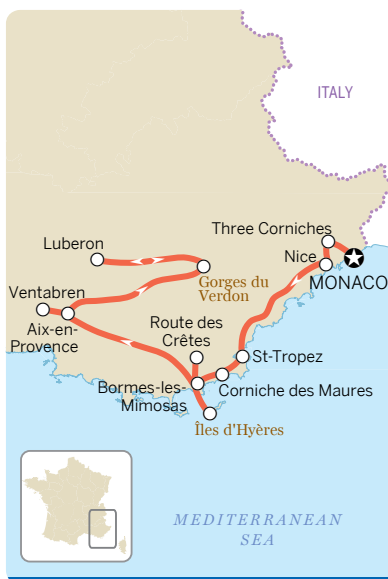 ITALY
Three Corniches
Luberon
Nice
MONACO
Gorges du
Verdon
Ventabren
Aix-en-
Provence
Route des
Crêtes
St-Tropez
Bormes-les-
Mimosas
Corniche des Maures
Îles d'Hyères
MEDITERRANEAN
SEA